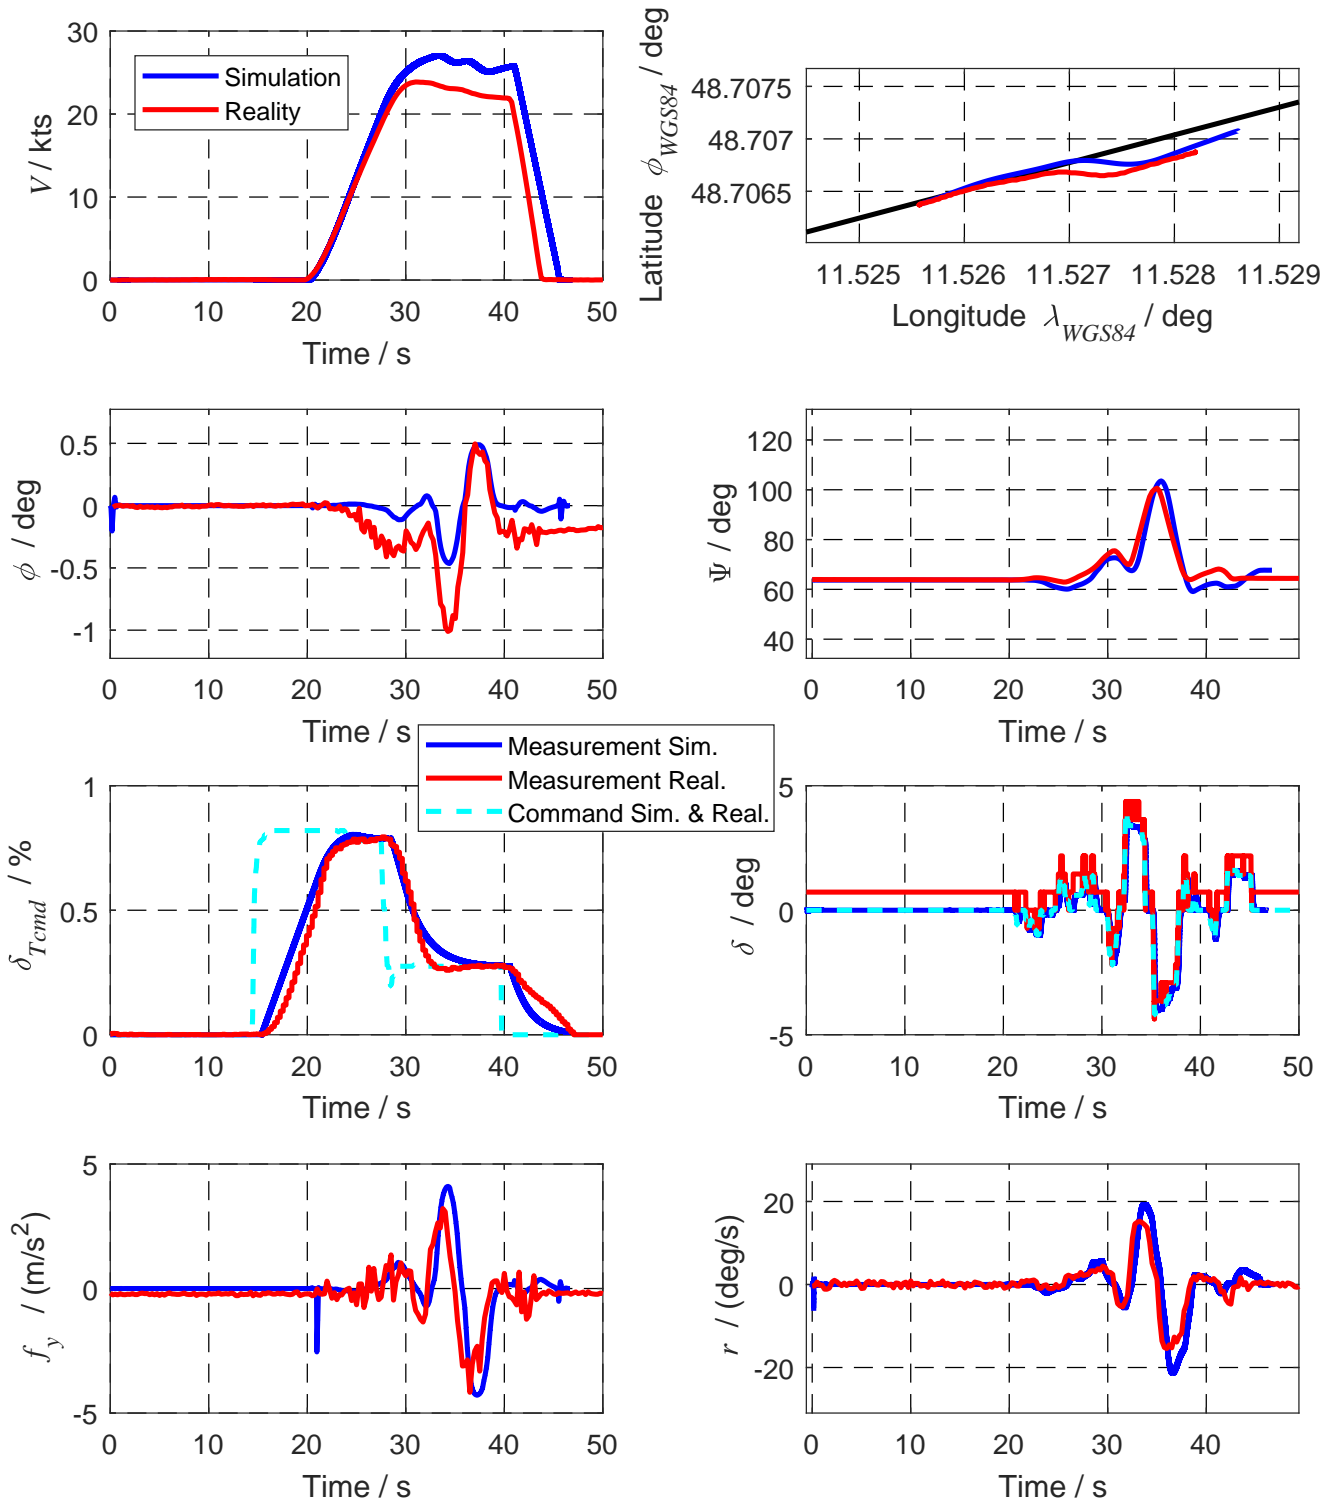 30
20
10
0
V / kts
Simulation
Reality
0 10 20 30 40 50
Time / s
48.7075
48.707
48.7065
Latitude ϕ_WGS84 / deg
11.525 11.526 11.527 11.528 11.529
Longitude λ_WGS84 / deg
0.5
0
-0.5
-1
ϕ / deg
0 10 20 30 40 50
Time / s
120
100
80
60
40
Ψ / deg
0 10 20 30 40
Time / s
Measurement Sim.
Measurement Real.
Command Sim. & Real.
1
0.5
0
δ_Tcmd / %
0 10 20 30 40 50
Time / s
5
0
-5
δ / deg
0 10 20 30 40 50
Time / s
5
0
-5
f_y / (m/s²)
0 10 20 30 40 50
Time / s
20
0
-20
r / (deg/s)
0 10 20 30 40
Time / s